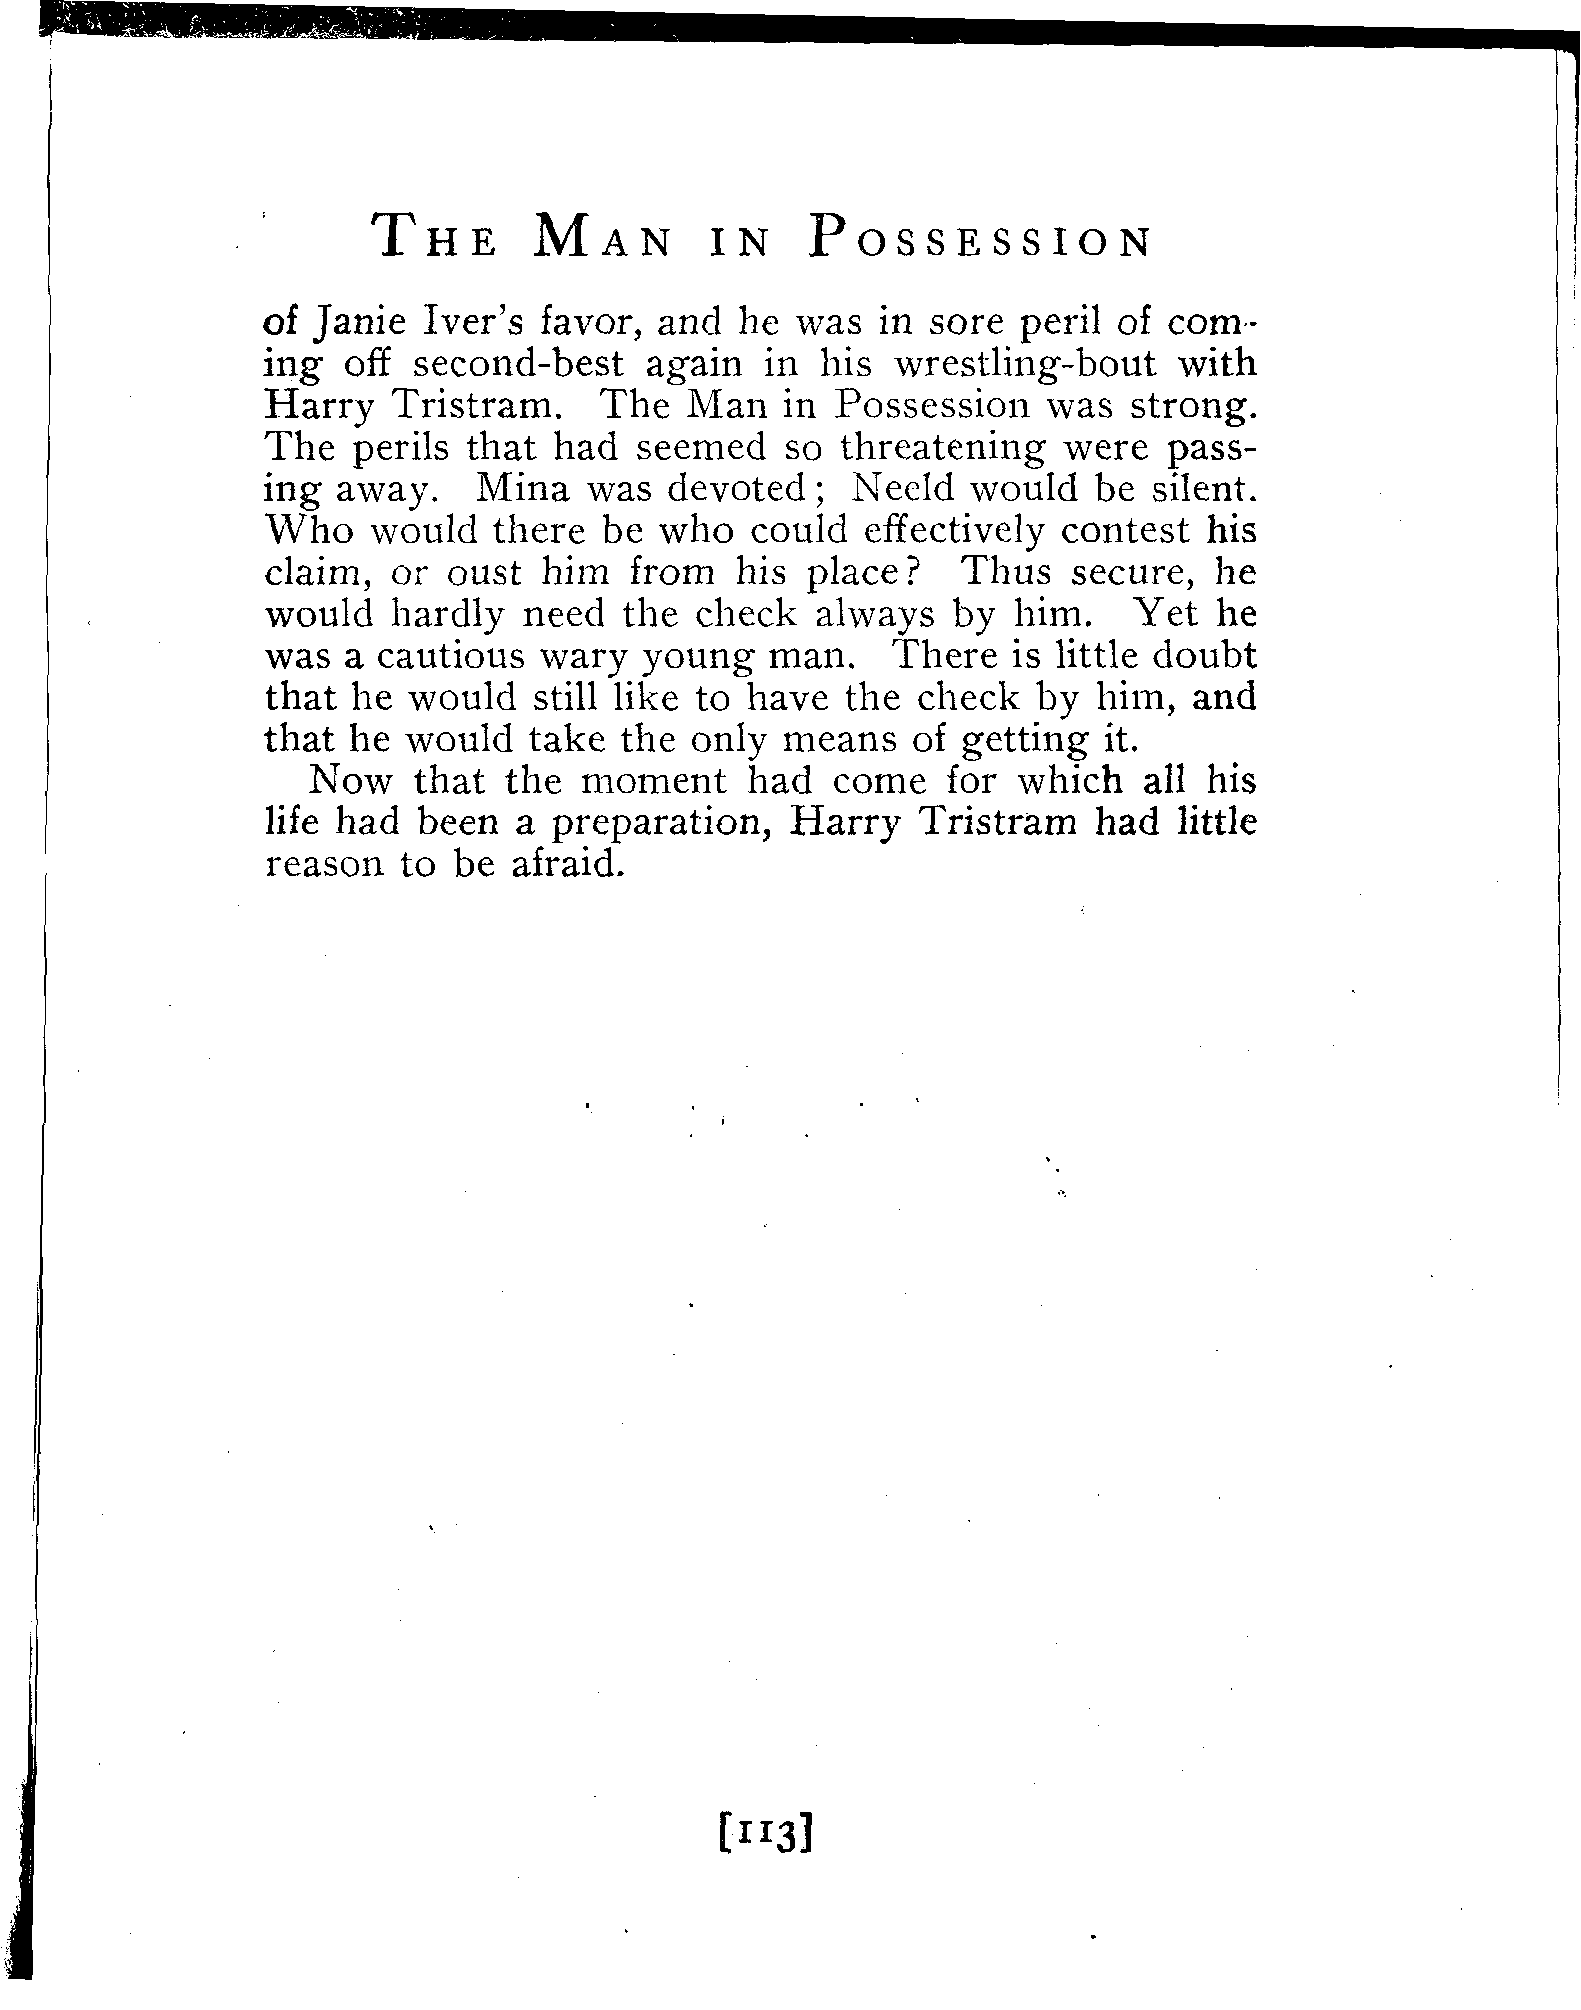 The Man in Possession
of Janie Iver's favor, and he was in sore peril of com-
ing off second-best again in his wrestling-bout with
Harry Tristram. The Man in Possession was strong.
The perils that had seemed so threatening were pass-
ing away. Mina was devoted; Neeld would be silent.
Who would there be who could effectively contest his
claim, or oust him from his place? Thus secure, he
would hardly need the check always by him. Yet he
was a cautious wary young man. There is little doubt
that he would still like to have the check by him, and
that he would take the only means of getting it.
Now that the moment had come for which all his
life had been a preparation, Harry Tristram had little
reason to be afraid.
[113]